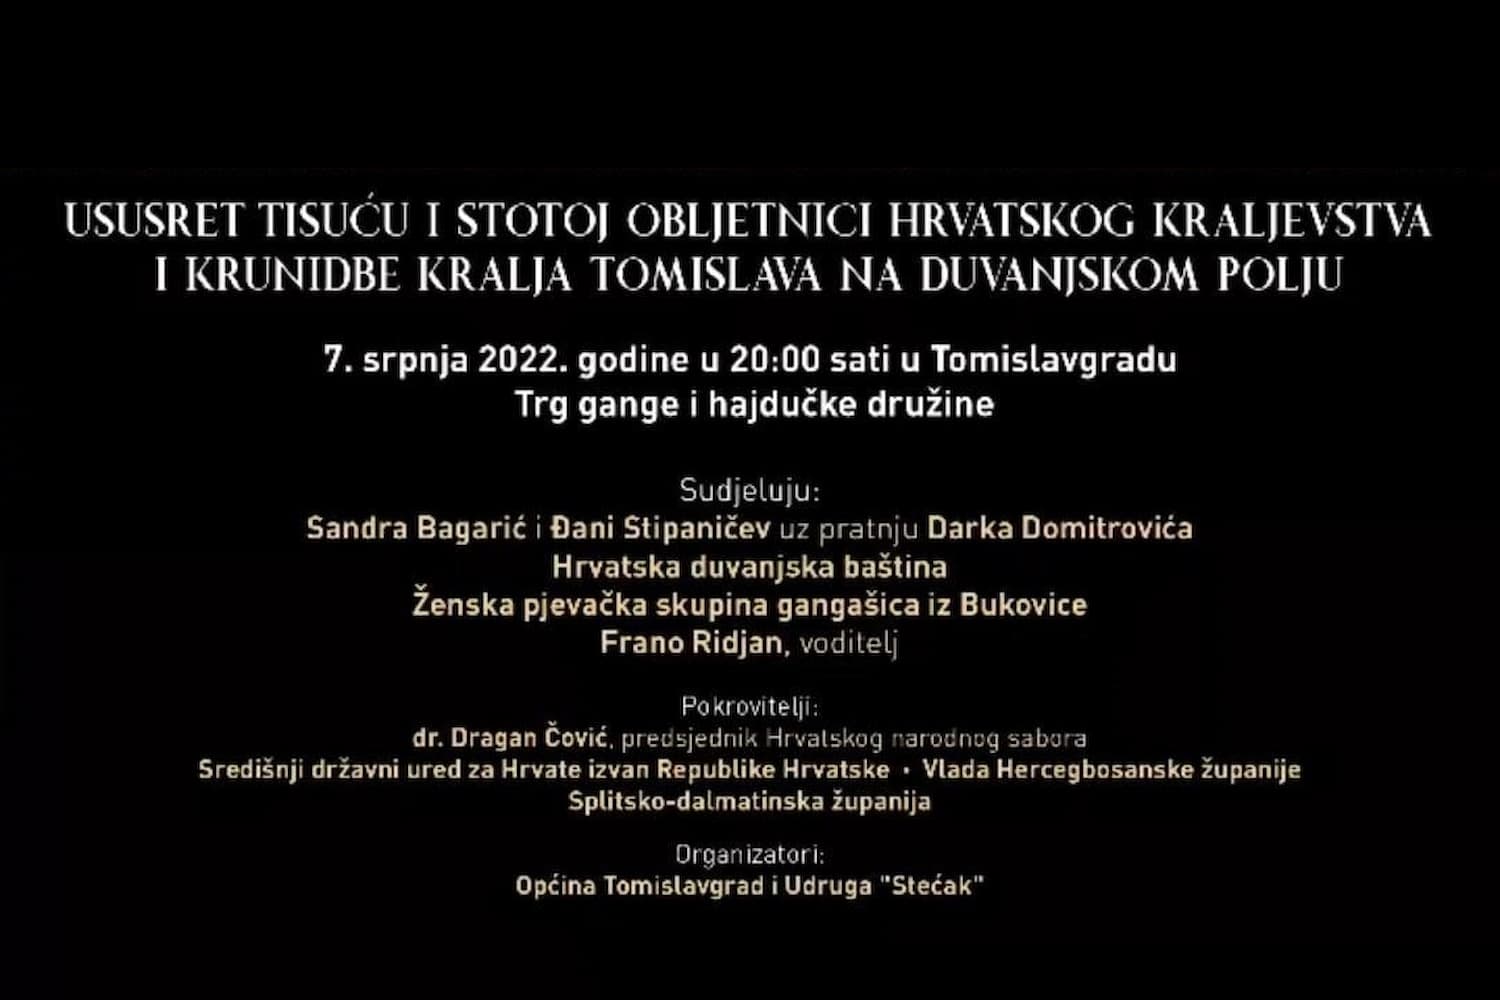 USUSRET TISUĆU I STOTOJ OBLJETNICI HRVATSKOG KRALJEVSTVA
I KRUNIDBE KRALJA TOMISLAVA NA DUVANJSKOM POLJU
7. srpnja 2022. godine u 20:00 sati u Tomislavgradu
Trg gange i hajdučke družine
Sudjeluju:
Sandra Bagarić i Đani Stipaničev uz pratnju Darka Domitrovića
Hrvatska duvanjska baština
Ženska pjevačka skupina gangašica iz Bukovice
Frano Ridjan, voditelj
Pokrovitelji:
dr. Dragan Čović, predsjednik Hrvatskog narodnog sabora
Središnji državni ured za Hrvate izvan Republike Hrvatske • Vlada Hercegbosanske županije
Splitsko-dalmatinska županija
Organizatori:
Općina Tomislavgrad i Udruga "Stećak"